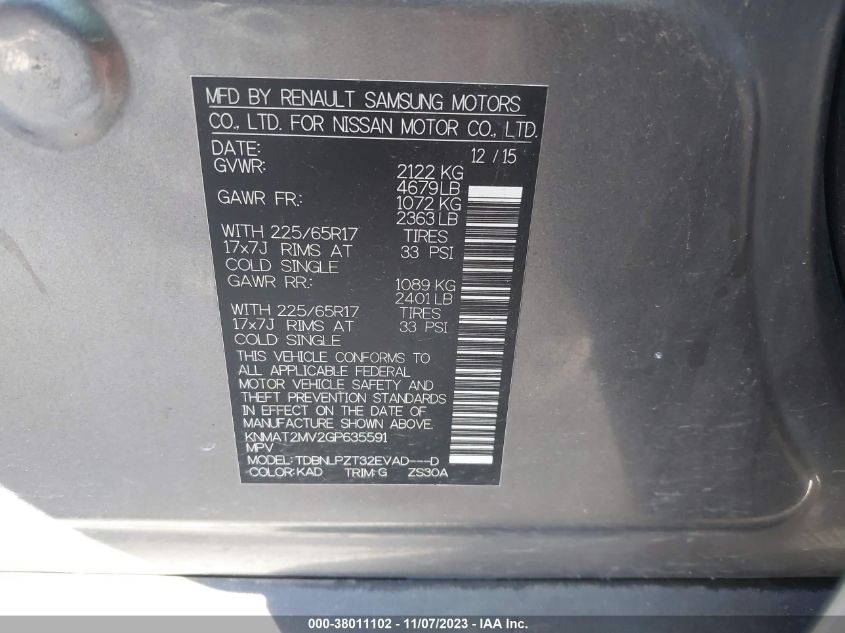 MFD BY RENAULT SAMSUNG MOTORS
CO., LTD. FOR NISSAN MOTOR CO., LTD.
DATE: 12 / 15
GVWR: 2122 KG
4679 LB
GAWR FR.: 1072 KG
2363 LB
WITH 225/65R17 TIRES
17x7J RIMS AT 33 PSI
COLD SINGLE
GAWR RR.: 1089 KG
2401 LB
WITH 225/65R17 TIRES
17x7J RIMS AT 33 PSI
COLD SINGLE
THIS VEHICLE CONFORMS TO
ALL APPLICABLE FEDERAL
MOTOR VEHICLE SAFETY AND
THEFT PREVENTION STANDARDS
IN EFFECT ON THE DATE OF
MANUFACTURE SHOWN ABOVE.
KNMAT2MV2GP635591
MPV
MODEL: TDBNLPZT32EVAD---D
COLOR: KAD TRIM: G ZS30A
000-38011102 - 11/07/2023 - IAA Inc.